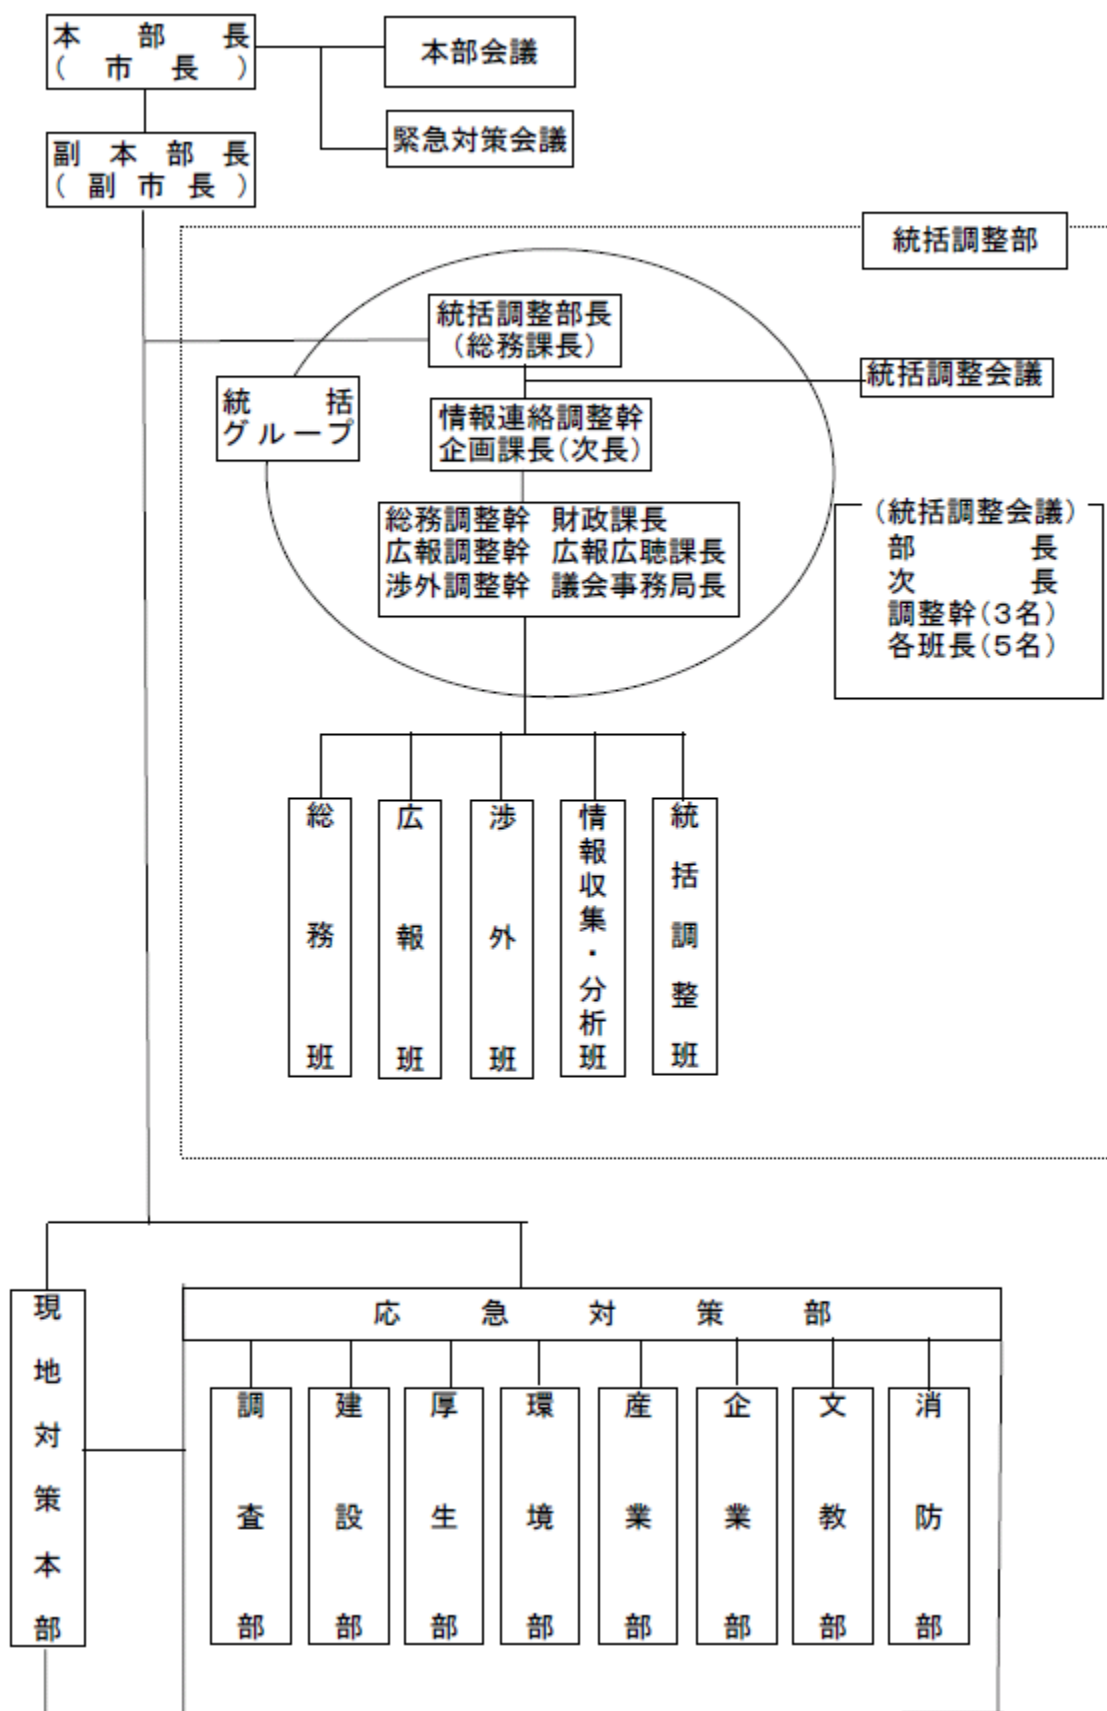 本部長
(市長)
本部会議
緊急対策会議
副本部長
(副市長)
統括調整部
統括調整部長
(総務課長)
統括調整会議
統括
グループ
情報連絡調整幹
企画課長(次長)
総務調整幹 財政課長
広報調整幹 広報広聴課長
渉外調整幹 議会事務局長
(統括調整会議)
部長
次長
調整幹(3名)
各班長(5名)
総務班
広報班
渉外班
情報収集・分析班
統括調整班
現地対策本部
応急対策部
調査部
建設部
厚生部
環境部
産業部
企業部
文教部
消防部